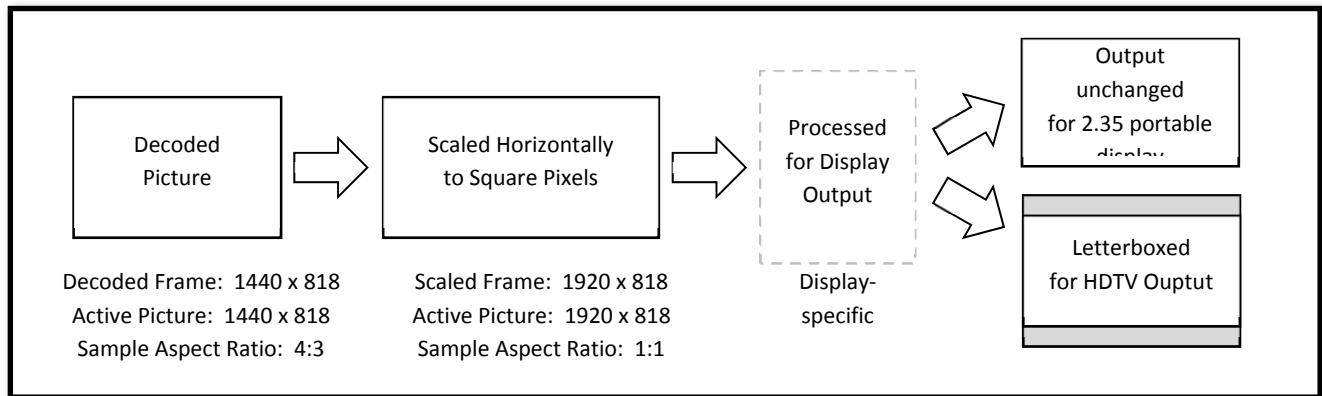 Decoded
Picture
Decoded Frame: 1440 x 818
Active Picture: 1440 x 818
Sample Aspect Ratio: 4:3
Scaled Horizontally
to Square Pixels
Scaled Frame: 1920 x 818
Active Picture: 1920 x 818
Sample Aspect Ratio: 1:1
Processed
for Display
Output
Display-
specific
Output
unchanged
for 2.35 portable
display
Letterboxed
for HDTV Ouptut